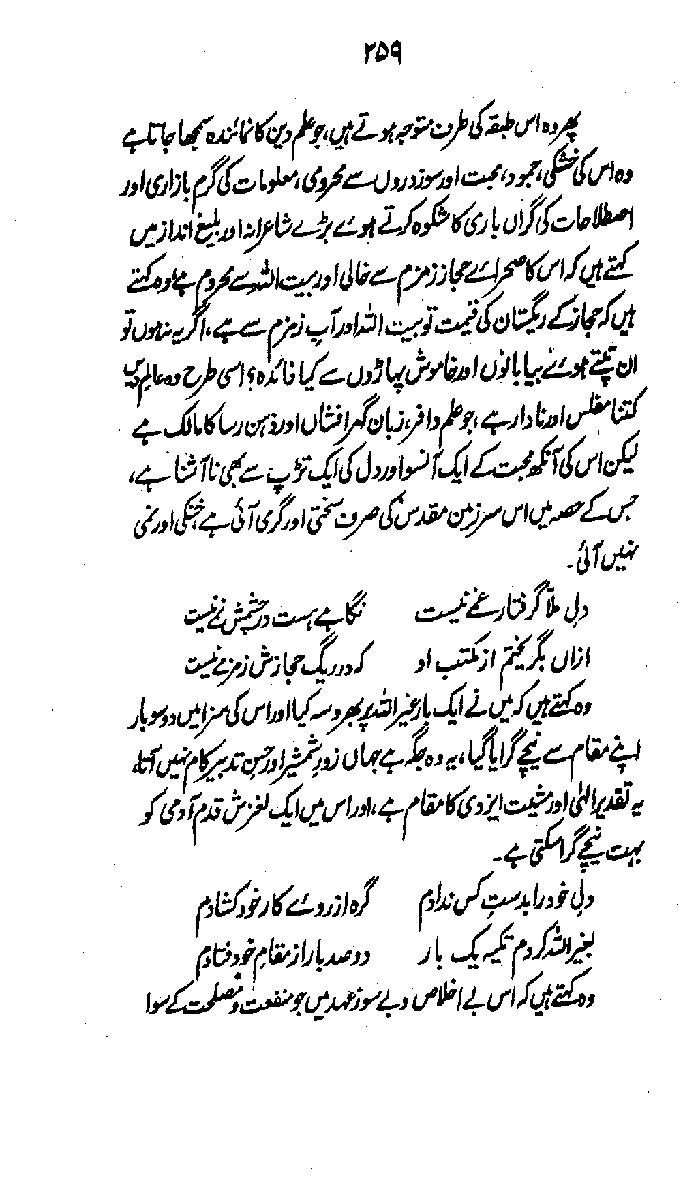 ۲۵۹
پھر وہ اس طبقہ کی طرف متوجہ ہوتے ہیں، جو علم دین کا نمائندہ سمجھا جاتا ہے
وہ اس کی خشکی، جمود، محبت اور سوز دروں سے محرومی، معلومات کی گرم بازاری اور
اصطلاحات کی گراں باری کا شکوہ کرتے ہوئے بڑے شاعرانہ اور بلیغ انداز میں
کہتے ہیں کہ اس کا صحرائے حجاز زمزم سے خالی اور بیت اللہ سے محروم ہے، وہ کہتے
ہیں کہ حجاز کے ریگستان کی قیمت تو بیت اللہ اور آب زمزم سے ہے، اگر یہ نہ ہوں تو
ان تپتے ہوئے بیابانوں اور خاموش پہاڑوں سے کیا فائدہ؟ اسی طرح وہ عالم دیں
کتنا مفلس اور نادار ہے، جو علم وافر، زبان گہر افشاں اور ذہن رسا کا مالک ہے
لیکن اس کی آنکھ محبت کے ایک آنسو اور دل کی ایک تڑپ سے بھی نا آشنا ہے،
جس کے حصہ میں اس سرزمین مقدس کی صرف سختی اور گرمی آئی ہے، خنکی اور نمی
نہیں آئی۔
دلِ ملّا گرفتار غمے نیست نگاہے ہست در چشمش نمے نیست
ازاں بگریختم از مکتب او کہ در ریگ حجازش زمزمے نیست
وہ کہتے ہیں کہ میں نے ایک بار غیر اللہ پر بھروسہ کیا اور اس کی سزا میں دو سو بار
اپنے مقام سے نیچے گرایا گیا، یہ وہ جگہ ہے جہاں زور شمشیر اور حسن تدبیر کام نہیں آتا،
یہ تقدیر الٰہی اور مشیت ایزدی کا مقام ہے، اور اس میں ایک لغزش قدم آدمی کو
بہت نیچے گرا سکتی ہے۔
دلِ خود را بدستِ کس ندادم گرہ از روئے کار خود کشادم
بغیر اللہ کردم تکیہ یک بار دو صد بار از مقامِ خود فتادم
وہ کہتے ہیں کہ اس بے اخلاص و بے سوز عہد میں جو منفعت و مصلحت کے سوا